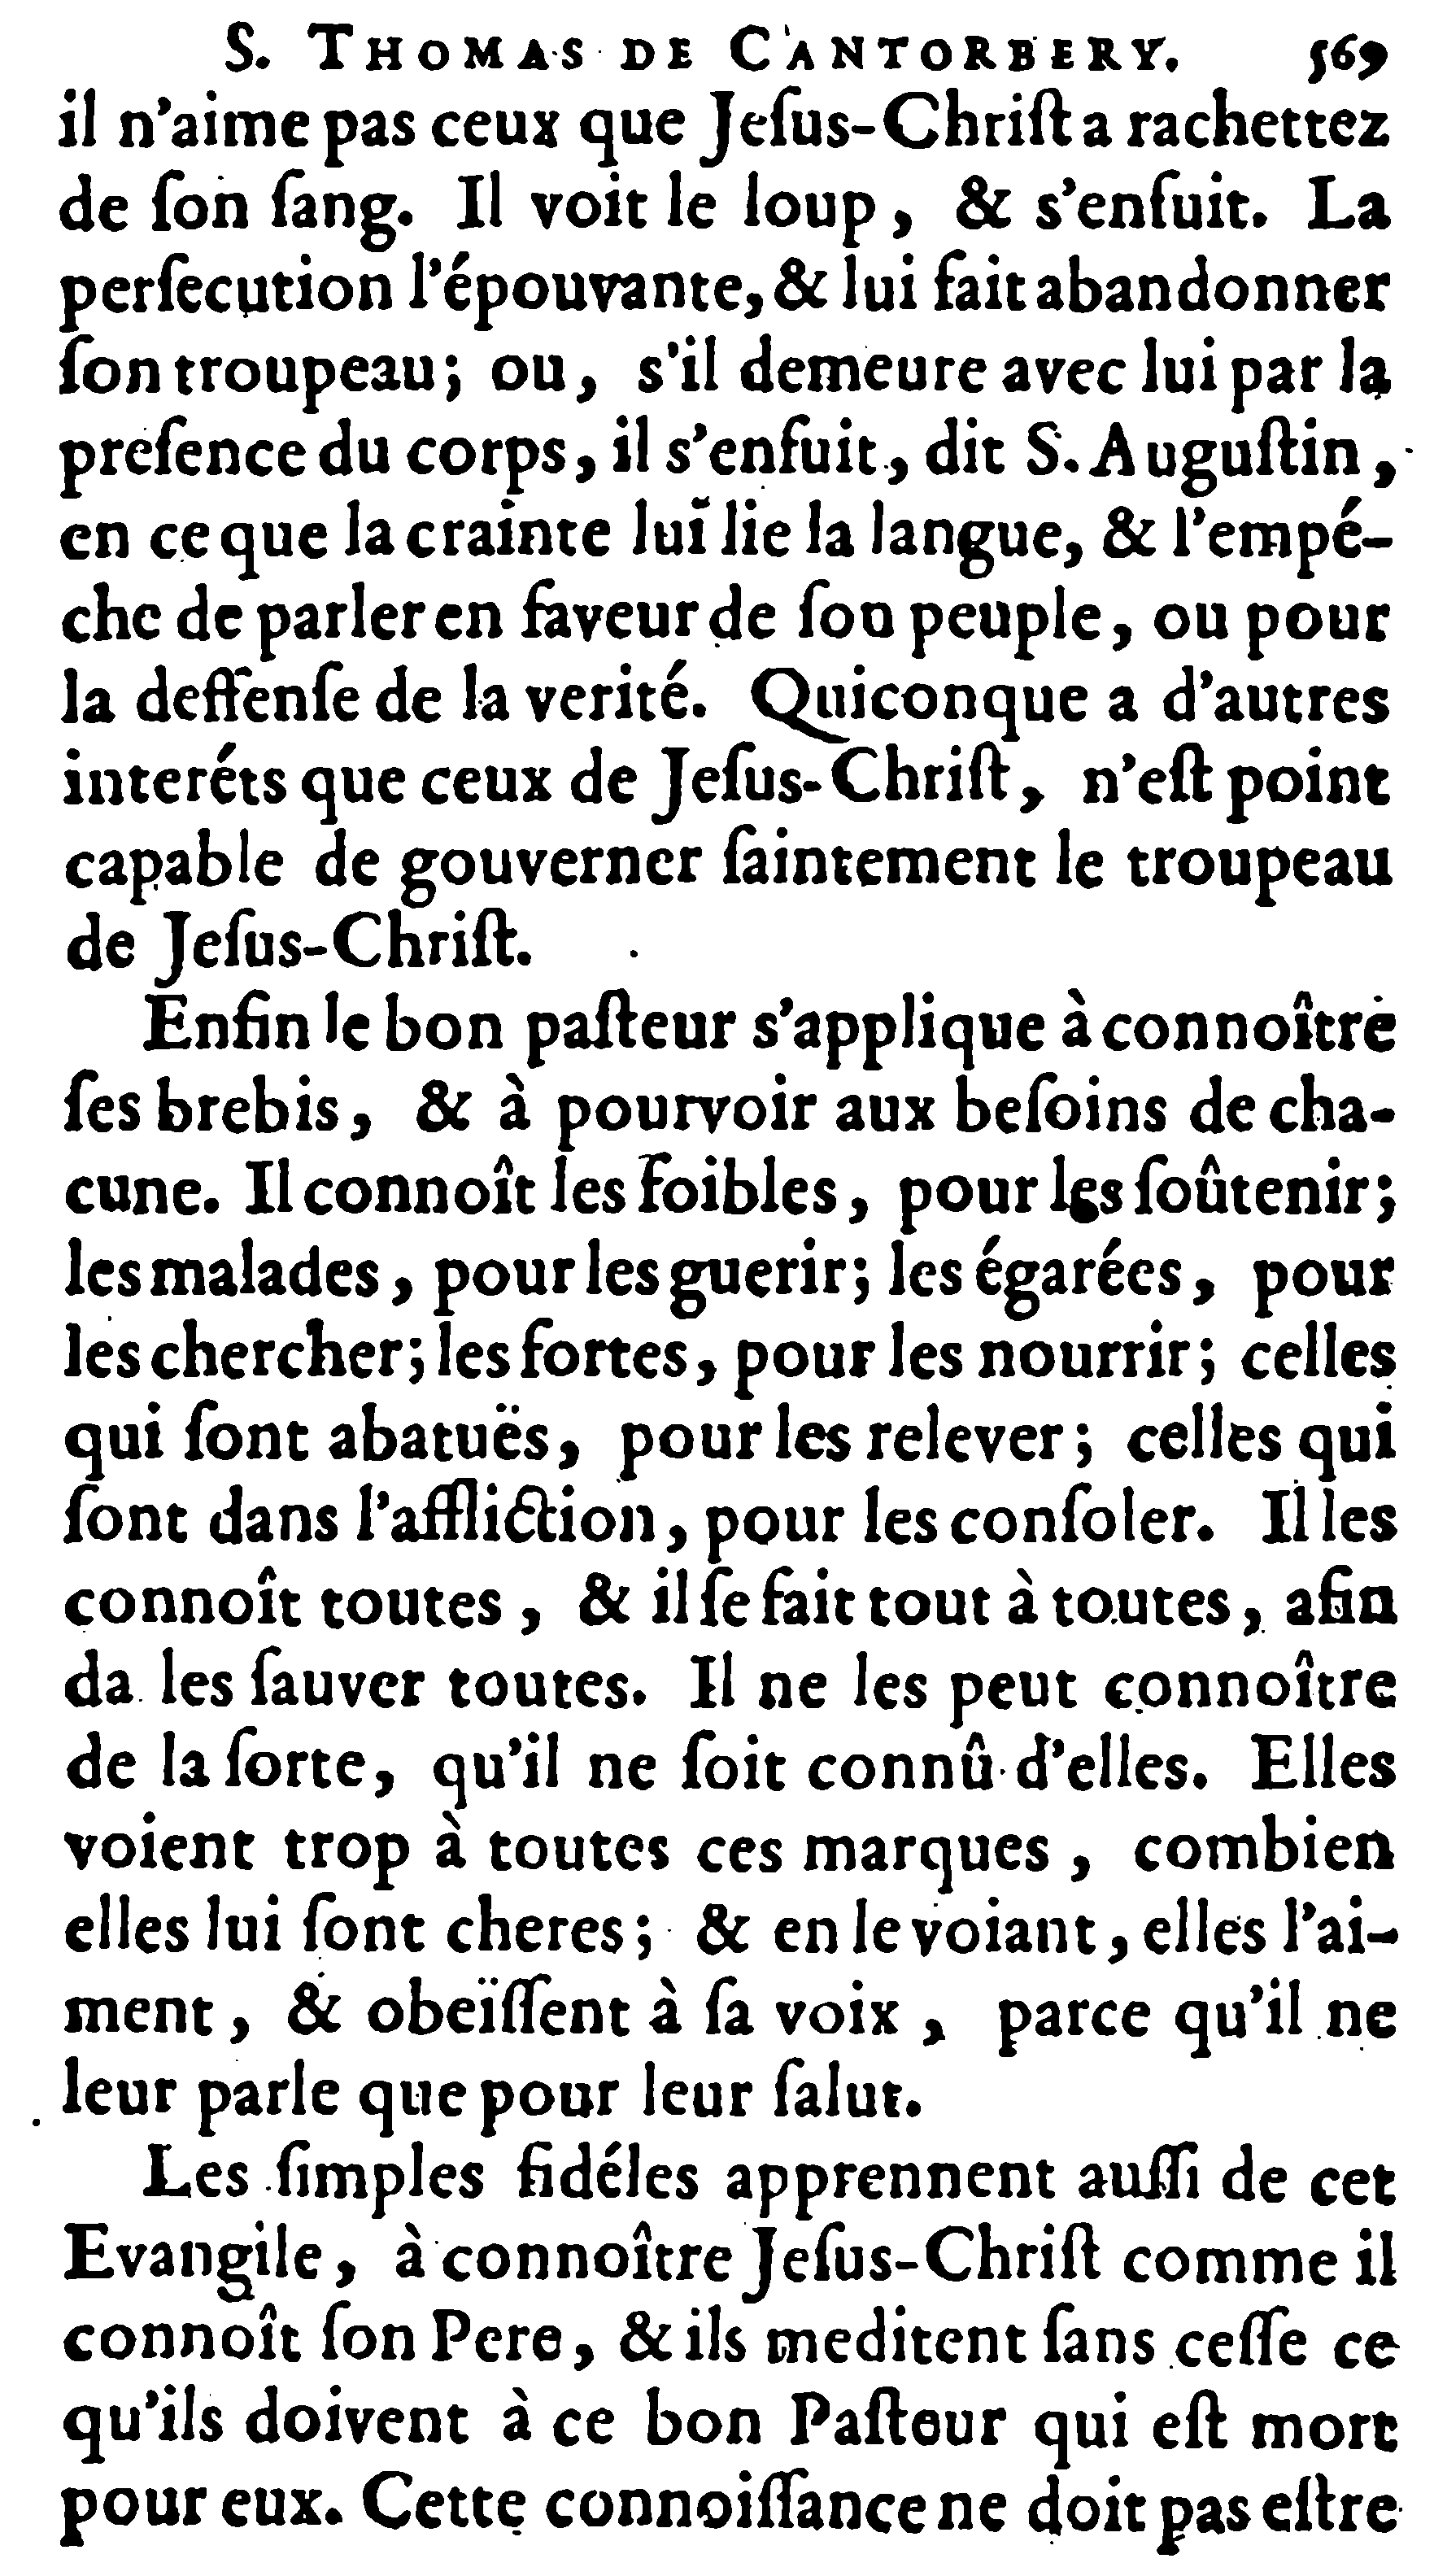 S. THOMAS DE CANTORBERY. 569
il n'aime pas ceux que Jeſus-Chriſt a rachettez
de ſon ſang. Il voit le loup, & s'enſuit. La
perſecution l'épouvante, & lui fait abandonner
ſon troupeau; ou, s'il demeure avec lui par la
preſence du corps, il s'enfuit, dit S. Auguſtin,
en ce que la crainte lui lie la langue, & l'empé-
che de parler en faveur de ſon peuple, ou pour
la deffenſe de la verité. Quiconque a d'autres
interéts que ceux de Jeſus-Chriſt, n'eſt point
capable de gouverner ſaintement le troupeau
de Jeſus-Chriſt.
Enfin le bon paſteur s'applique à connoître
ſes brebis, & à pourvoir aux beſoins de cha-
cune. Il connoît les foibles, pour les ſoûtenir;
les malades, pour les guerir; les égarées, pour
les chercher; les fortes, pour les nourrir; celles
qui ſont abatuës, pour les relever; celles qui
ſont dans l'affliction, pour les conſoler. Il les
connoît toutes, & il ſe fait tout à toutes, afin
da les ſauver toutes. Il ne les peut connoître
de la ſorte, qu'il ne ſoit connû d'elles. Elles
voient trop à toutes ces marques, combien
elles lui ſont cheres; & en le voiant, elles l'ai-
ment, & obeïſſent à ſa voix, parce qu'il ne
leur parle que pour leur ſalut.
Les ſimples fidéles apprennent auſſi de cet
Evangile, à connoître Jeſus-Chriſt comme il
connoît ſon Pere, & ils meditent ſans ceſſe ce
qu'ils doivent à ce bon Paſteur qui eſt mort
pour eux. Cette connoiſſance ne doit pas eſtre